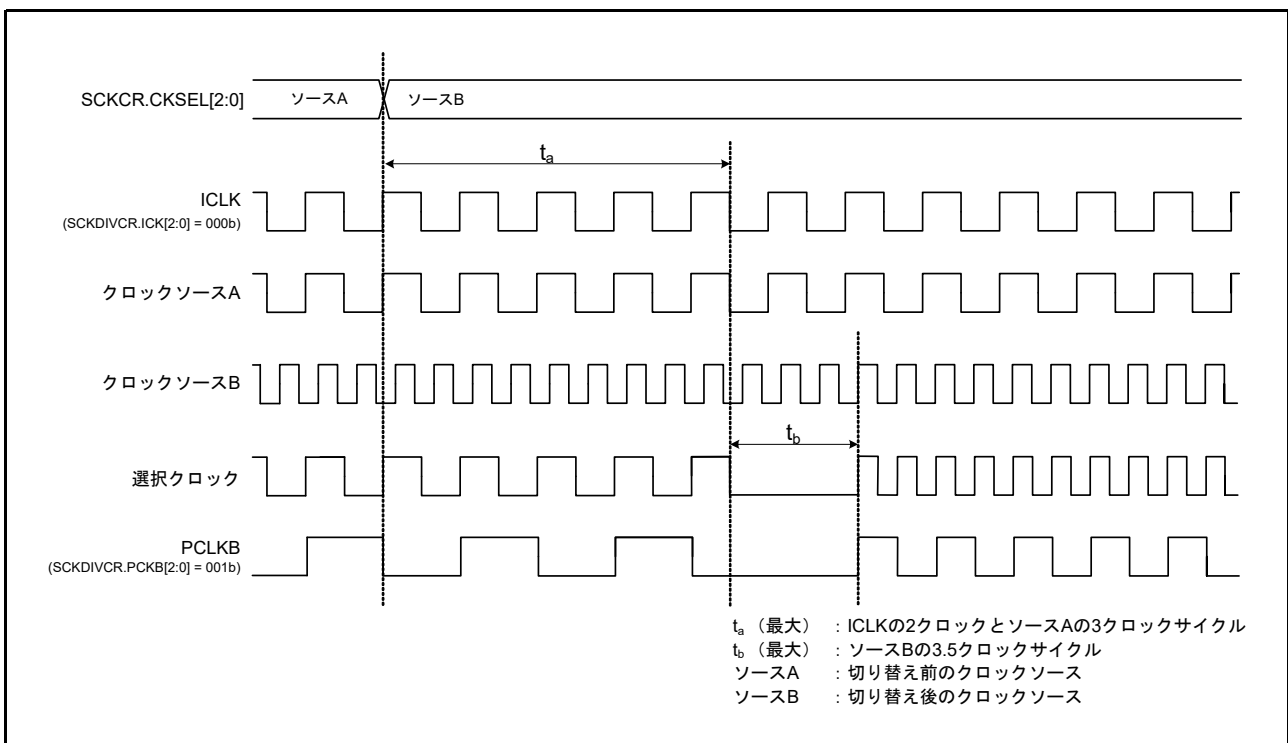 SCKCR.CKSEL[2:0]
ソースA
ソースB
ta
ICLK
(SCKDIVCR.ICK[2:0] = 000b)
クロックソースA
クロックソースB
tb
選択クロック
PCLKB
(SCKDIVCR.PCKB[2:0] = 001b)
ta （最大） : ICLKの2クロックとソースAの3クロックサイクル
tb （最大） : ソースBの3.5クロックサイクル
ソースA : 切り替え前のクロックソース
ソースB : 切り替え後のクロックソース